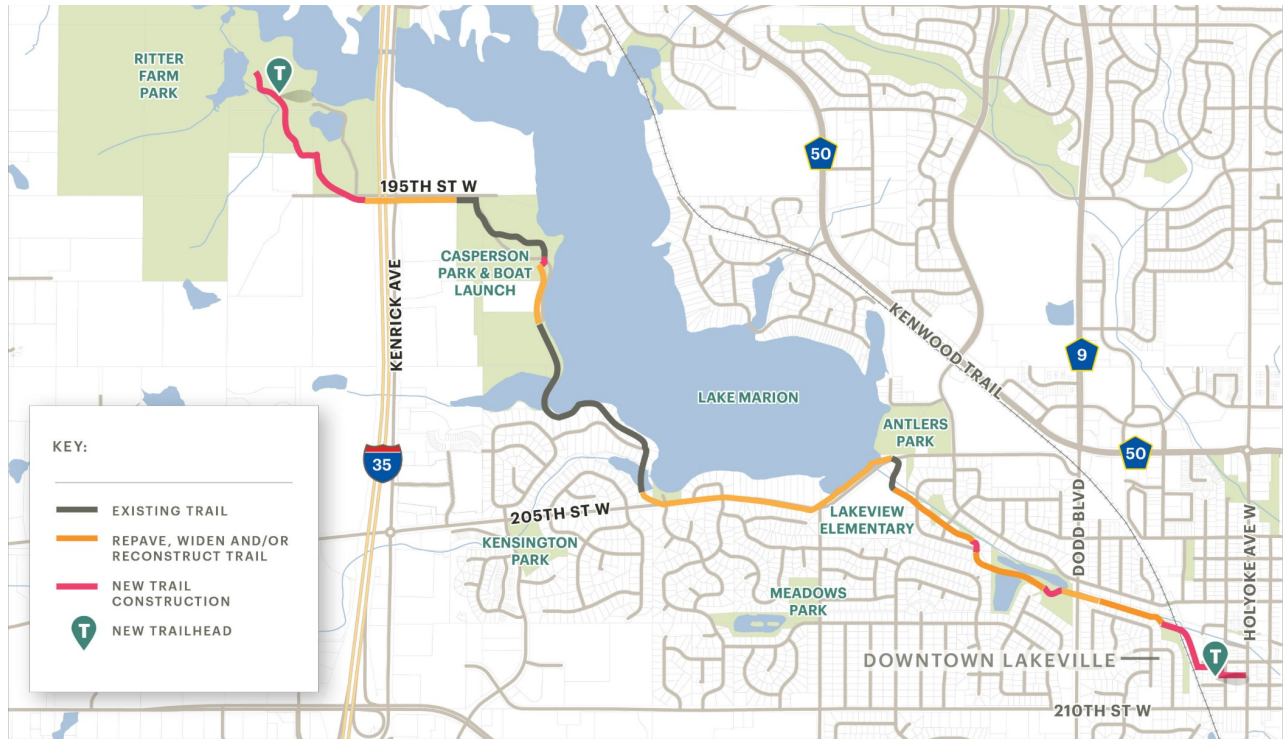 RITTER
FARM
PARK
T
195TH ST W
50
KENRICK AVE
CASPERSON
PARK & BOAT
LAUNCH
KENWOOD TRAIL
9
LAKE MARION
ANTLERS
PARK
50
35
205TH ST W
LAKEVIEW
ELEMENTARY
KENSINGTON
PARK
DODD BLVD
HOLYOKE AVE W
MEADOWS
PARK
DOWNTOWN LAKEVILLE
T
210TH ST W
KEY:
EXISTING TRAIL
REPAVE, WIDEN AND/OR
RECONSTRUCT TRAIL
NEW TRAIL
CONSTRUCTION
T
NEW TRAILHEAD